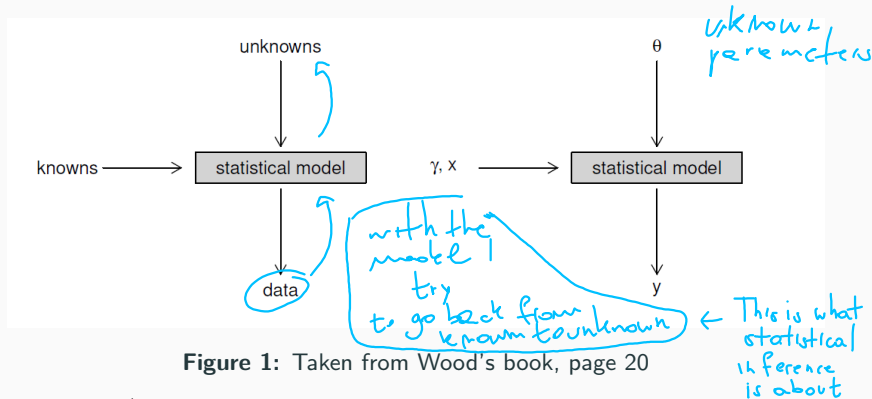 unknowns
θ
unknown
parameters
knowns
statistical model
γ, x
statistical model
with the
model I
try
to go back from
known to unknown
data
y
← This is what
statistical
inference
is about
Figure 1: Taken from Wood's book, page 20